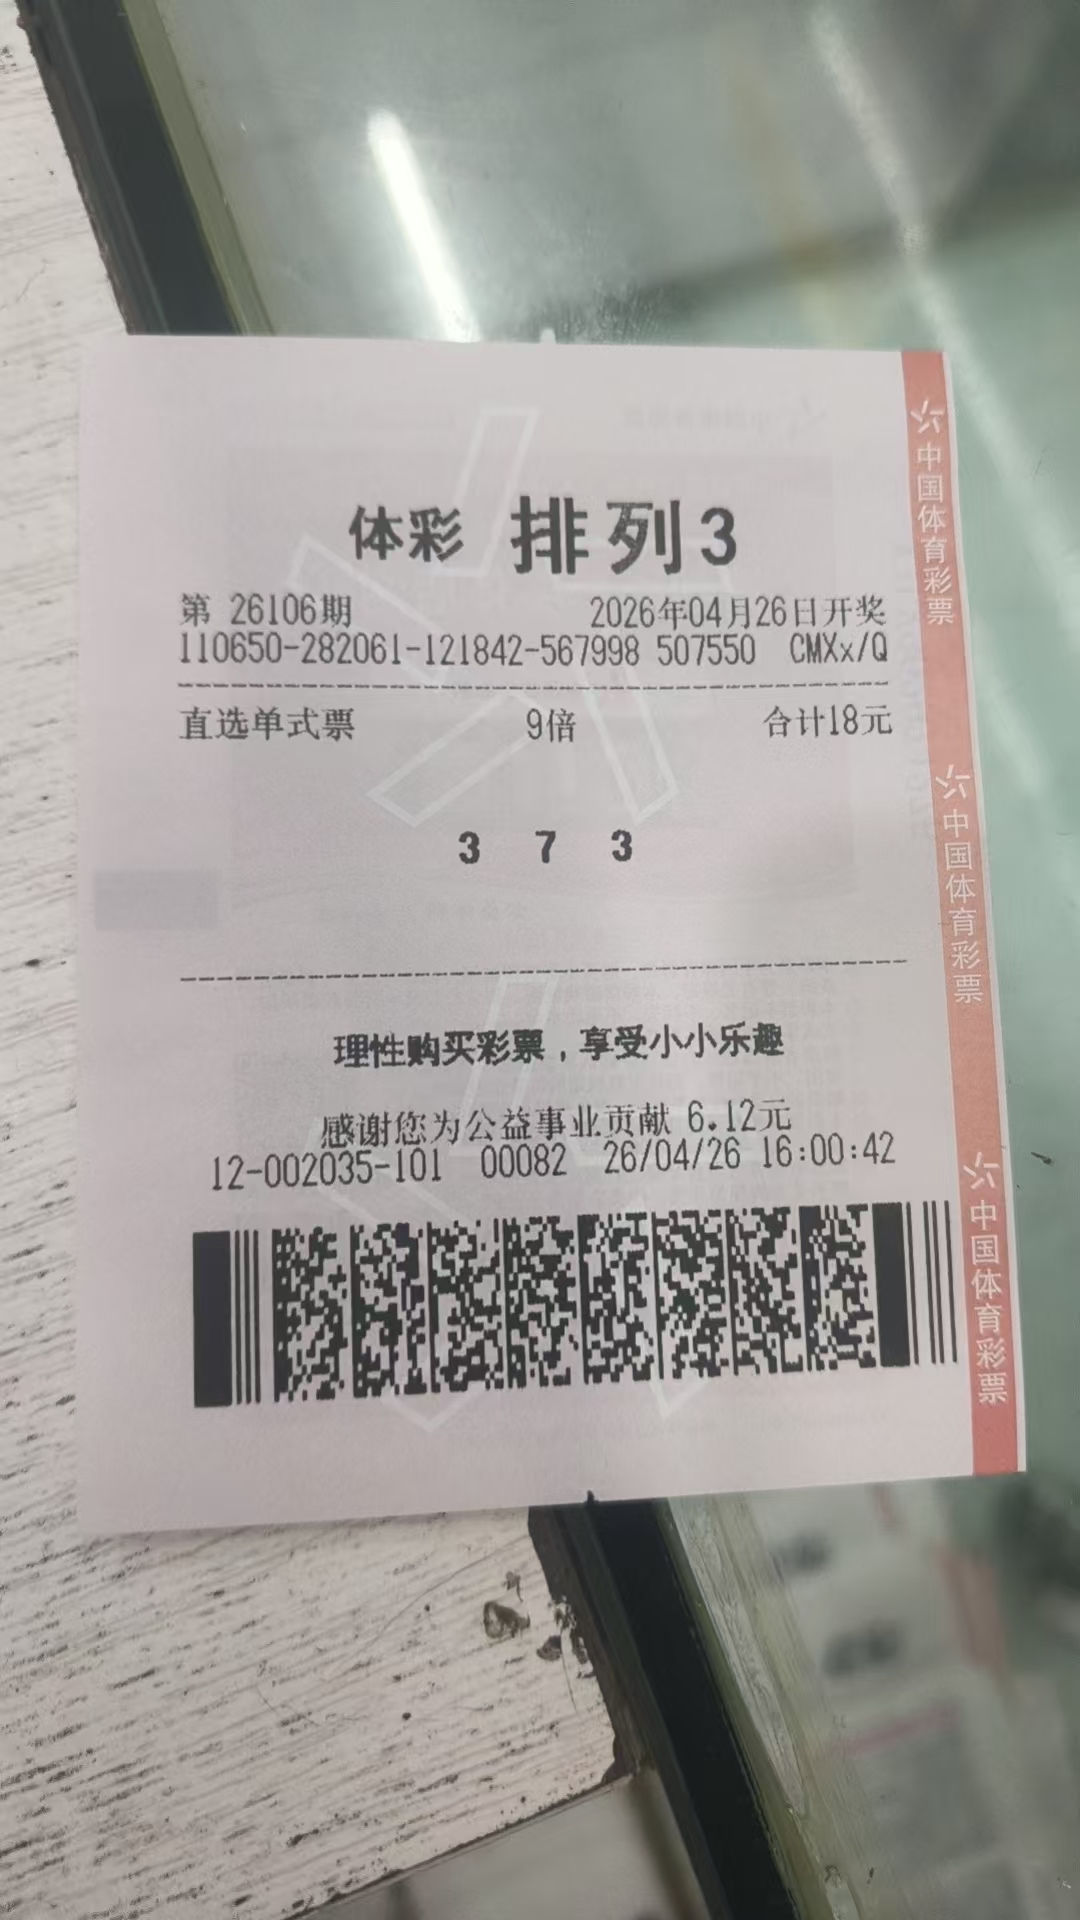 体彩 排列3
第 26106期 2026年04月26日开奖
110650-282061-121842-567998 507550 CMXx/Q
直选单式票 9倍 合计18元
3 7 3
理性购买彩票，享受小小乐趣
感谢您为公益事业贡献 6.12元
12-002035-101 00082 26/04/26 16:00:42
中国体育彩票
中国体育彩票
中国体育彩票